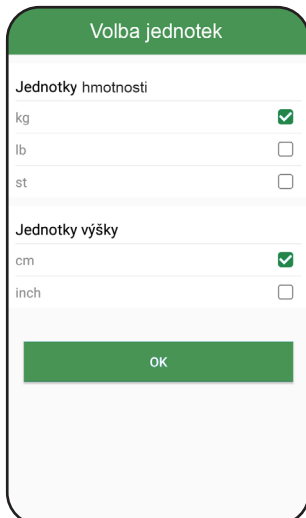 Volba jednotek
Jednotky hmotnosti
kg
lb
st
Jednotky výšky
cm
inch
OK